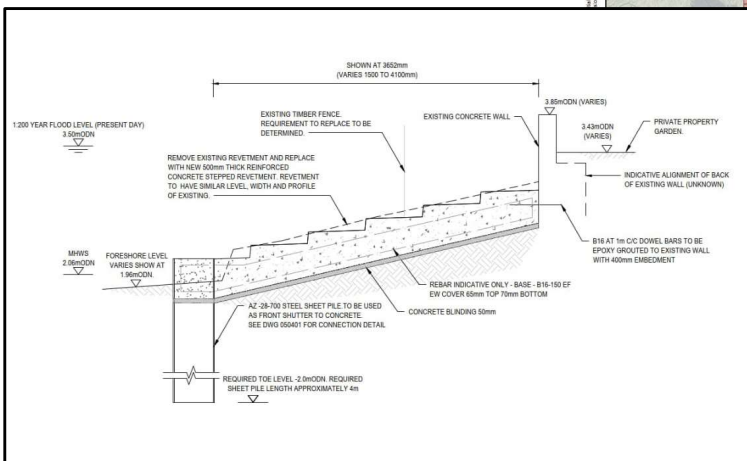 SHOWN AT 3652mm
(VARIES 1500 TO 4100mm)
3.85mODN (VARIES)
1:200 YEAR FLOOD LEVEL (PRESENT DAY)
3.50mODN
EXISTING TIMBER FENCE.
REQUIREMENT TO REPLACE TO BE
DETERMINED.
EXISTING CONCRETE WALL
3.43mODN
(VARIES)
PRIVATE PROPERTY
GARDEN.
REMOVE EXISTING REVETMENT AND REPLACE
WITH NEW 500mm THICK REINFORCED
CONCRETE STEPPED REVETMENT. REVETMENT
TO HAVE SIMILAR LEVEL, WIDTH AND PROFILE
OF EXISTING.
INDICATIVE ALIGNMENT OF BACK
OF EXISTING WALL (UNKNOWN)
MHWS
2.06mODN
FORESHORE LEVEL
VARIES SHOW AT
1.96mODN.
B16 AT 1m C/C DOWEL BARS TO BE
EPOXY GROUTED TO EXISTING WALL
WITH 400mm EMBEDMENT
REBAR INDICATIVE ONLY - BASE - B16-150 EF
EW COVER 65mm TOP 70mm BOTTOM
AZ -28-700 STEEL SHEET PILE TO BE USED
AS FRONT SHUTTER TO CONCRETE.
SEE DWG 050401 FOR CONNECTION DETAIL
CONCRETE BLINDING 50mm
REQUIRED TOE LEVEL -2.0mODN. REQUIRED
SHEET PILE LENGTH APPROXIMATELY 4m